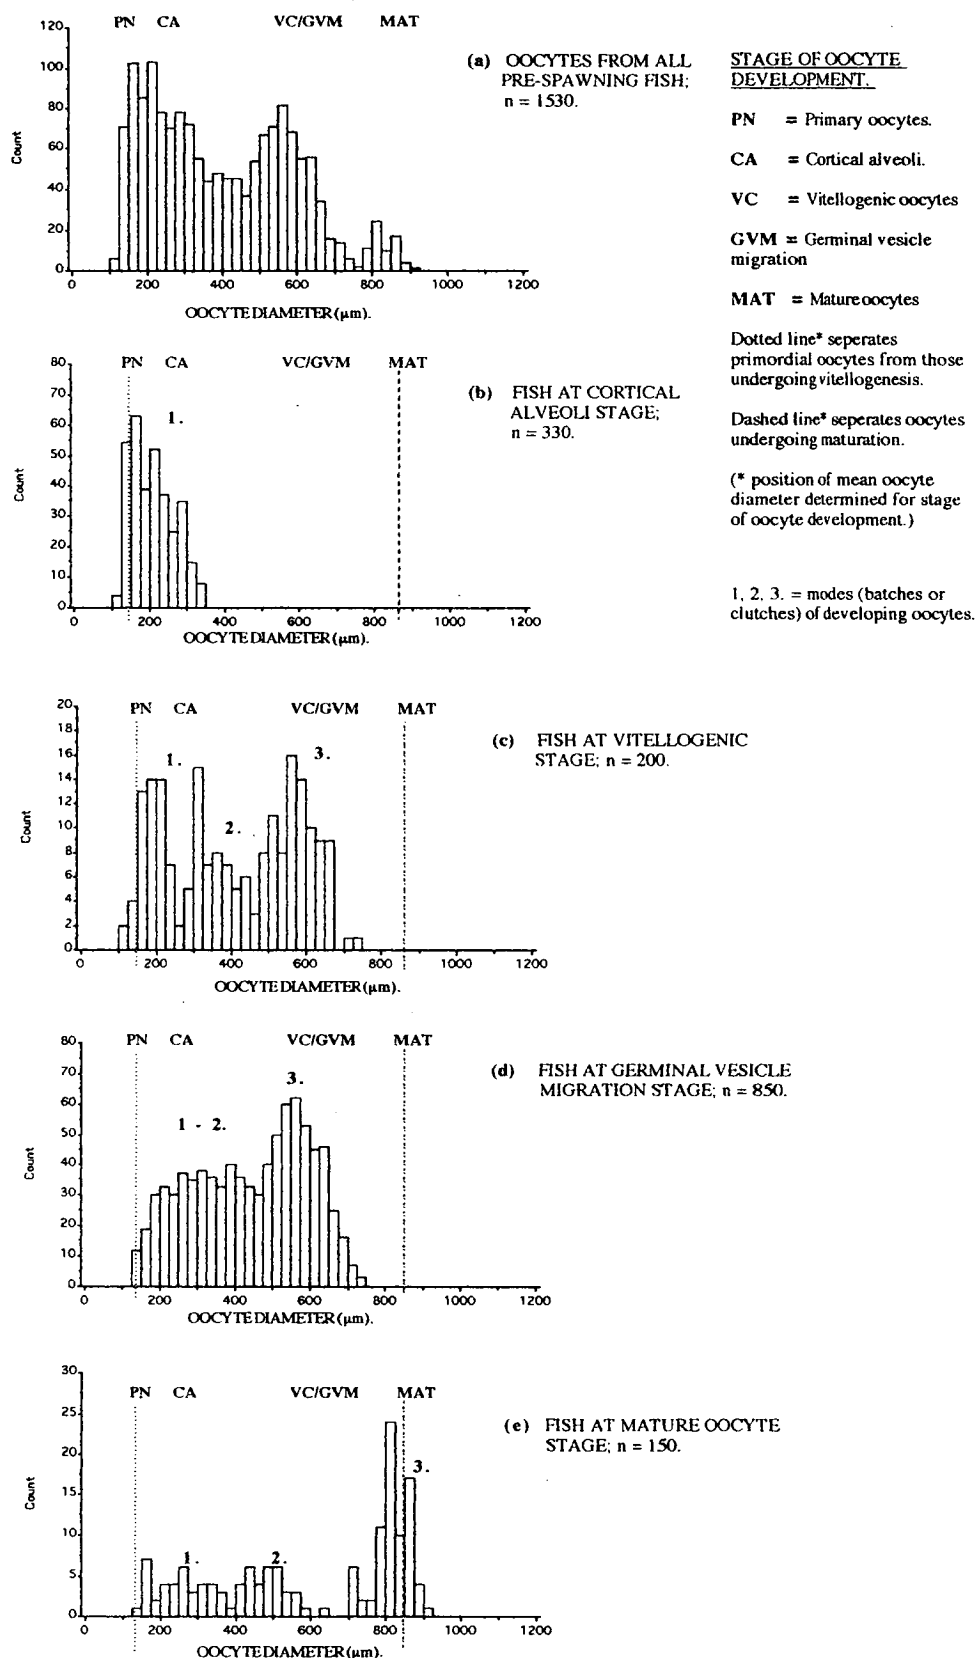 PN CA VC/GVM MAT
120
100
80
60
40
20
0
Count
0 200 400 600 800 1000 1200
OOCYTE DIAMETER (μm).
(a) OOCYTES FROM ALL
PRE-SPAWNING FISH;
n = 1530.
STAGE OF OOCYTE
DEVELOPMENT.
PN = Primary oocytes.
CA = Cortical alveoli.
VC = Vitellogenic oocytes
GVM = Germinal vesicle
migration
MAT = Mature oocytes
Dotted line* seperates
primordial oocytes from those
undergoing vitellogenesis.
Dashed line* seperates oocytes
undergoing maturation.
(* position of mean oocyte
diameter determined for stage
of oocyte development.)
1, 2, 3. = modes (batches or
clutches) of developing oocytes.
PN CA VC/GVM MAT
80
70
60
50
40
30
20
10
0
Count
1.
0 200 400 600 800 1000 1200
OOCYTE DIAMETER (μm).
(b) FISH AT CORTICAL
ALVEOLI STAGE;
n = 330.
PN CA VC/GVM MAT
20
18
16
14
12
10
8
6
4
2
0
Count
1.
2.
3.
0 200 400 600 800 1000 1200
OOCYTE DIAMETER (μm).
(c) FISH AT VITELLOGENIC
STAGE; n = 200.
PN CA VC/GVM MAT
80
70
60
50
40
30
20
10
0
Count
1 - 2.
3.
0 200 400 600 800 1000 1200
OOCYTE DIAMETER (μm).
(d) FISH AT GERMINAL VESICLE
MIGRATION STAGE; n = 850.
PN CA VC/GVM MAT
30
25
20
15
10
5
0
Count
1.
2.
3.
0 200 400 600 800 1000 1200
OOCYTE DIAMETER (μm).
(e) FISH AT MATURE OOCYTE
STAGE; n = 150.